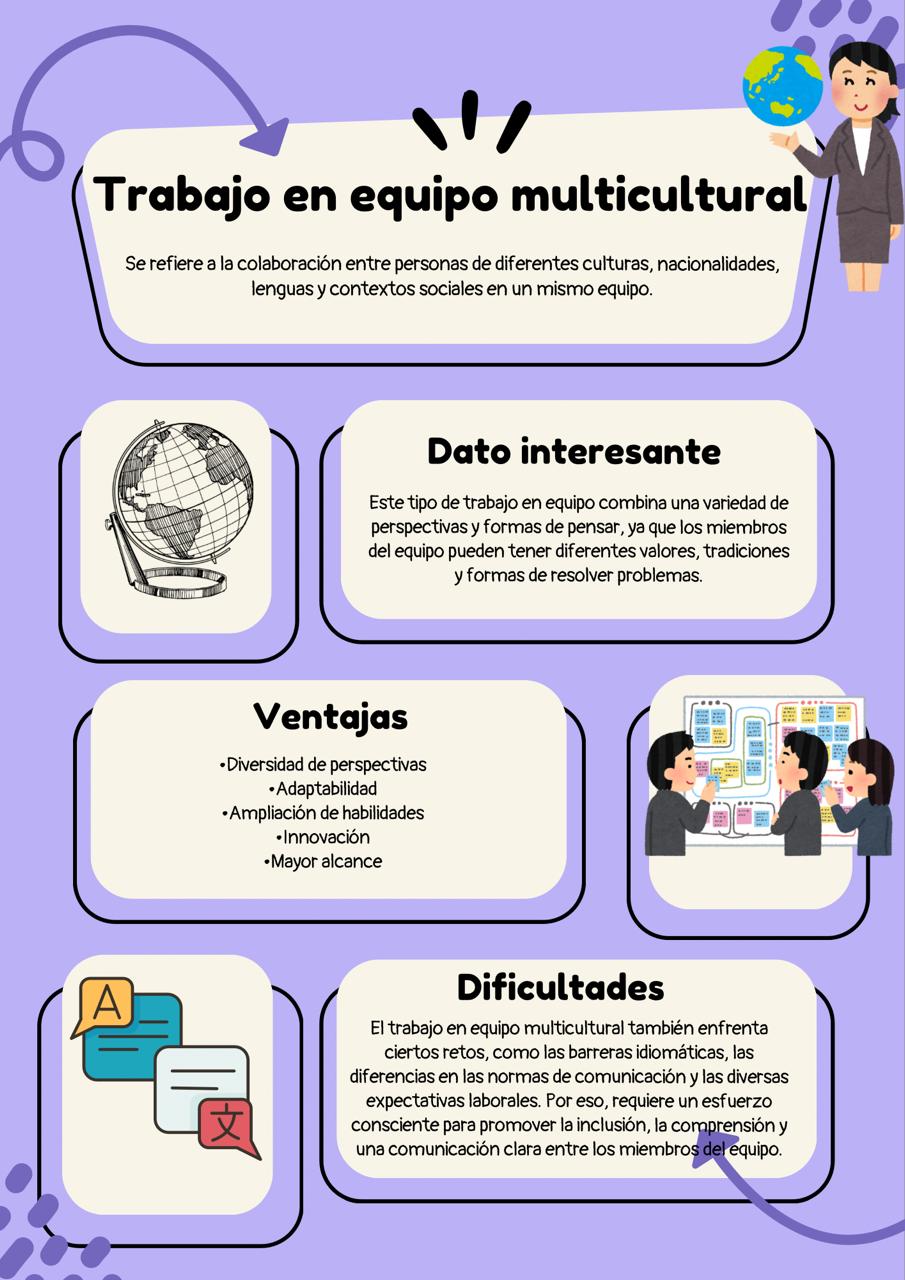 Trabajo en equipo multicultural
Se refiere a la colaboración entre personas de diferentes culturas, nacionalidades,
lenguas y contextos sociales en un mismo equipo.
Dato interesante
Este tipo de trabajo en equipo combina una variedad de
perspectivas y formas de pensar, ya que los miembros
del equipo pueden tener diferentes valores, tradiciones
y formas de resolver problemas.
Ventajas
•Diversidad de perspectivas
•Adaptabilidad
•Ampliación de habilidades
•Innovación
•Mayor alcance
A
文
Dificultades
El trabajo en equipo multicultural también enfrenta
ciertos retos, como las barreras idiomáticas, las
diferencias en las normas de comunicación y las diversas
expectativas laborales. Por eso, requiere un esfuerzo
consciente para promover la inclusión, la comprensión y
una comunicación clara entre los miembros del equipo.